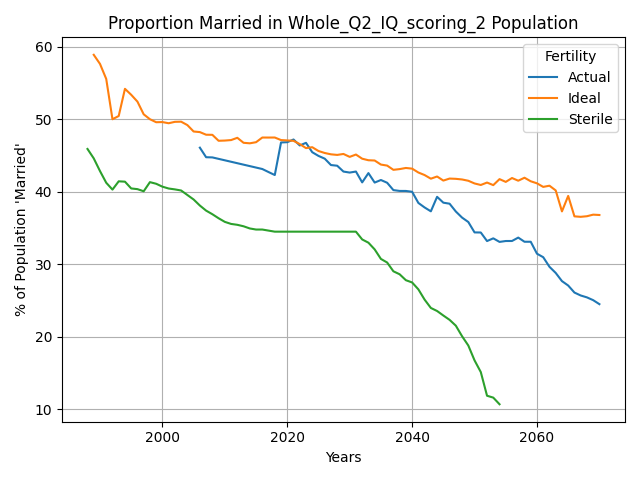 Proportion Married in Whole_Q2_IQ_scoring_2 Population
Fertility
Actual
Ideal
Sterile
60
50
40
30
20
10
% of Population 'Married'
2000
2020
2040
2060
Years